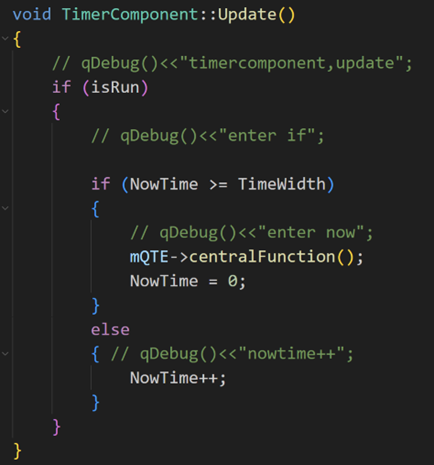 void TimerComponent::Update()
{
    // qDebug()<<"timercomponent,update";
    if (isRun)
    {
        // qDebug()<<"enter if";

        if (NowTime >= TimeWidth)
        {
            // qDebug()<<"enter now";
            mQTE->centralFunction();
            NowTime = 0;
        }
        else
        { // qDebug()<<"nowtime++";
            NowTime++;
        }
    }
}